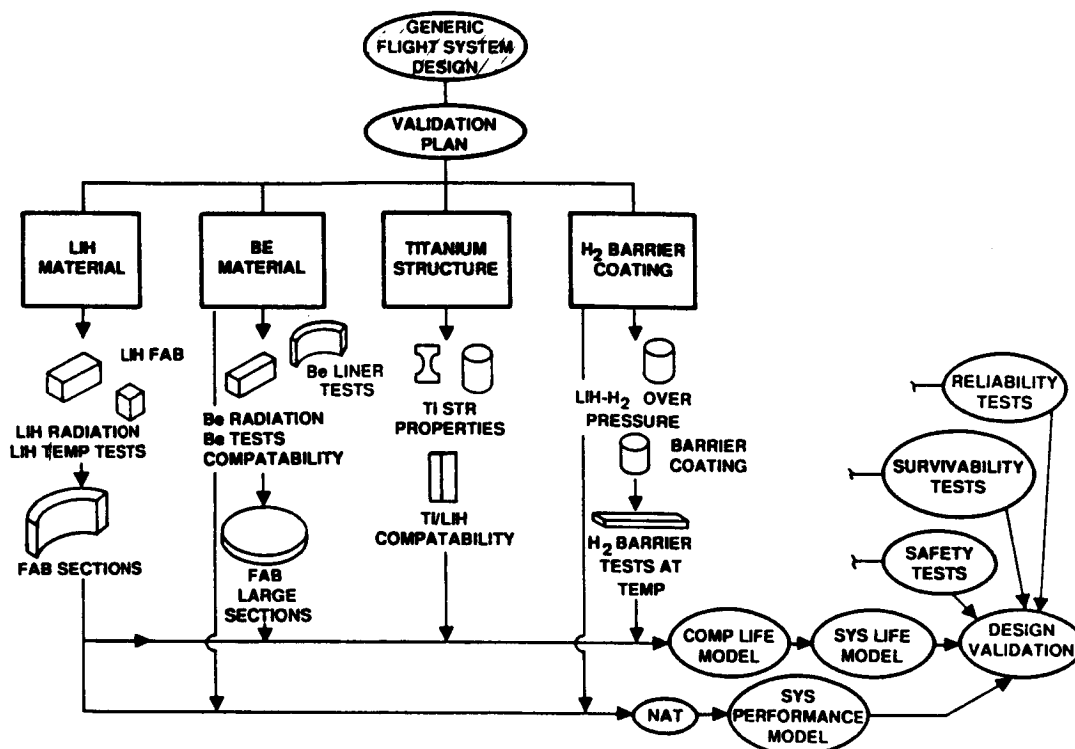 GENERIC
FLIGHT SYSTEM
DESIGN
VALIDATION
PLAN
LIH
MATERIAL
BE
MATERIAL
TITANIUM
STRUCTURE
H2 BARRIER
COATING
LIH FAB
LIH RADIATION
LIH TEMP TESTS
FAB SECTIONS
Be LINER
TESTS
Be RADIATION
Be TESTS
COMPATABILITY
FAB
LARGE
SECTIONS
TI STR
PROPERTIES
TI/LIH
COMPATABILITY
LIH-H2 OVER
PRESSURE
BARRIER
COATING
H2 BARRIER
TESTS AT
TEMP
RELIABILITY
TESTS
SURVIVABILITY
TESTS
SAFETY
TESTS
COMP LIFE
MODEL
SYS LIFE
MODEL
DESIGN
VALIDATION
NAT
SYS
PERFORMANCE
MODEL